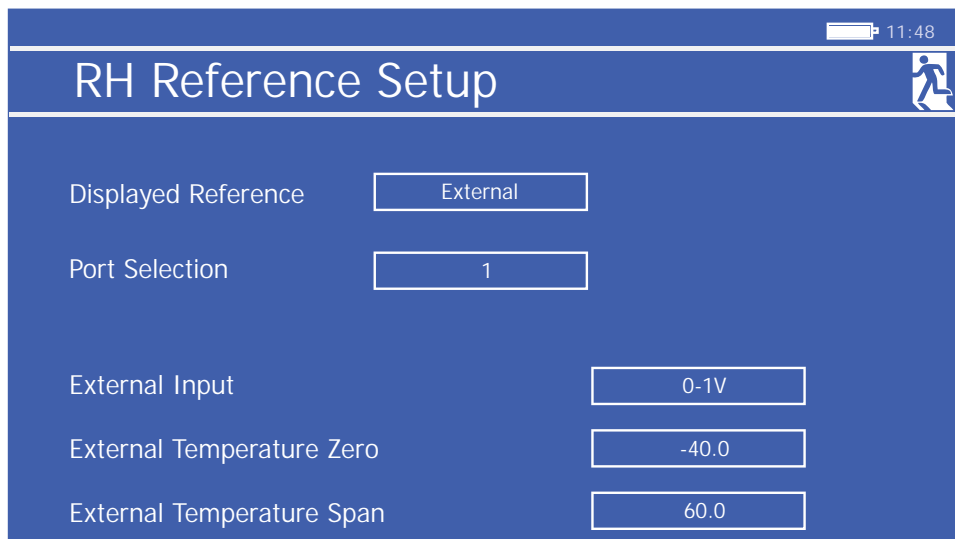 11:48
RH Reference Setup
Displayed Reference External
Port Selection 1
External Input 0-1V
External Temperature Zero -40.0
External Temperature Span 60.0